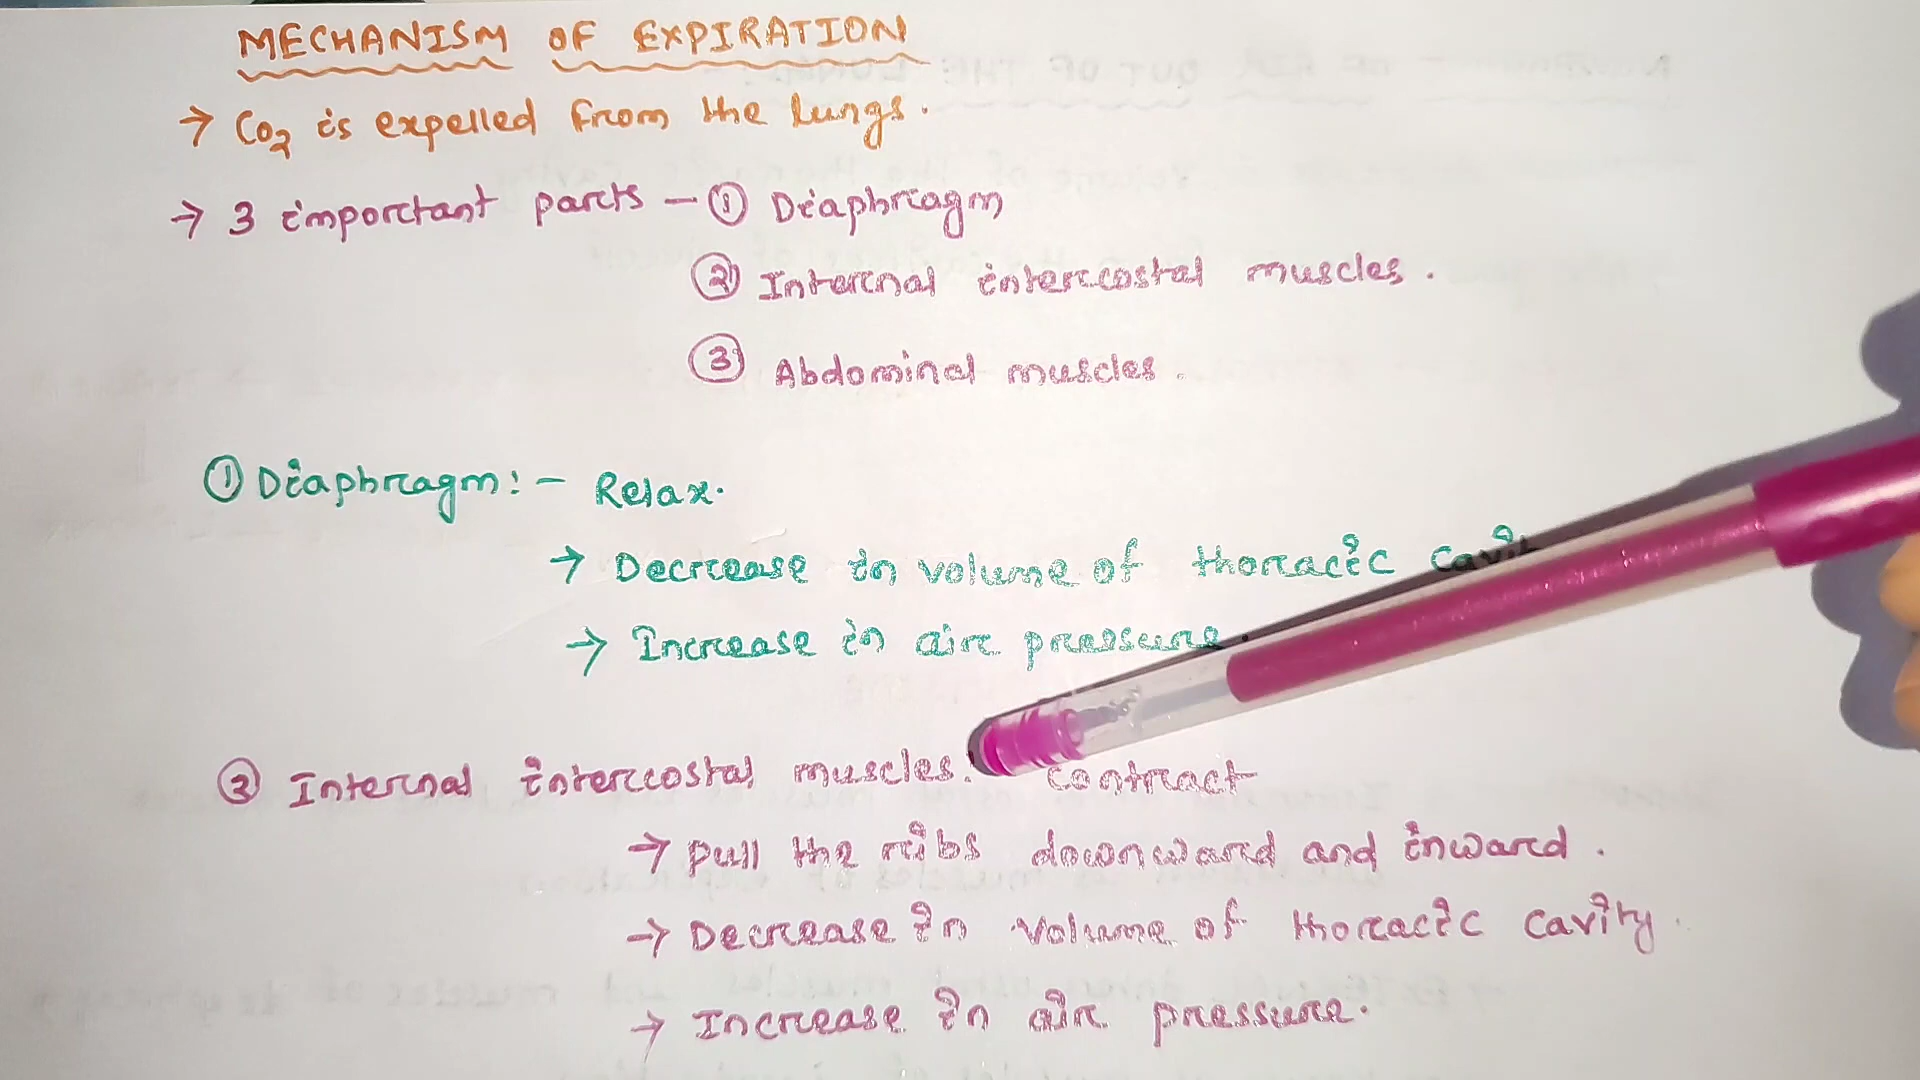 MECHANISM OF EXPIRATION
→ CO2 is expelled from the lungs.
→ 3 important parts - ① Diaphragm
② Internal intercostal muscles.
③ Abdominal muscles.
① Diaphragm:- Relax.
→ Decrease in volume of thoracic
→ Increase in air pressure
② Internal intercostal muscles. contract
→ pull the ribs downward and inward.
→ Decrease in volume of thoracic cavity.
→ Increase in air pressure.